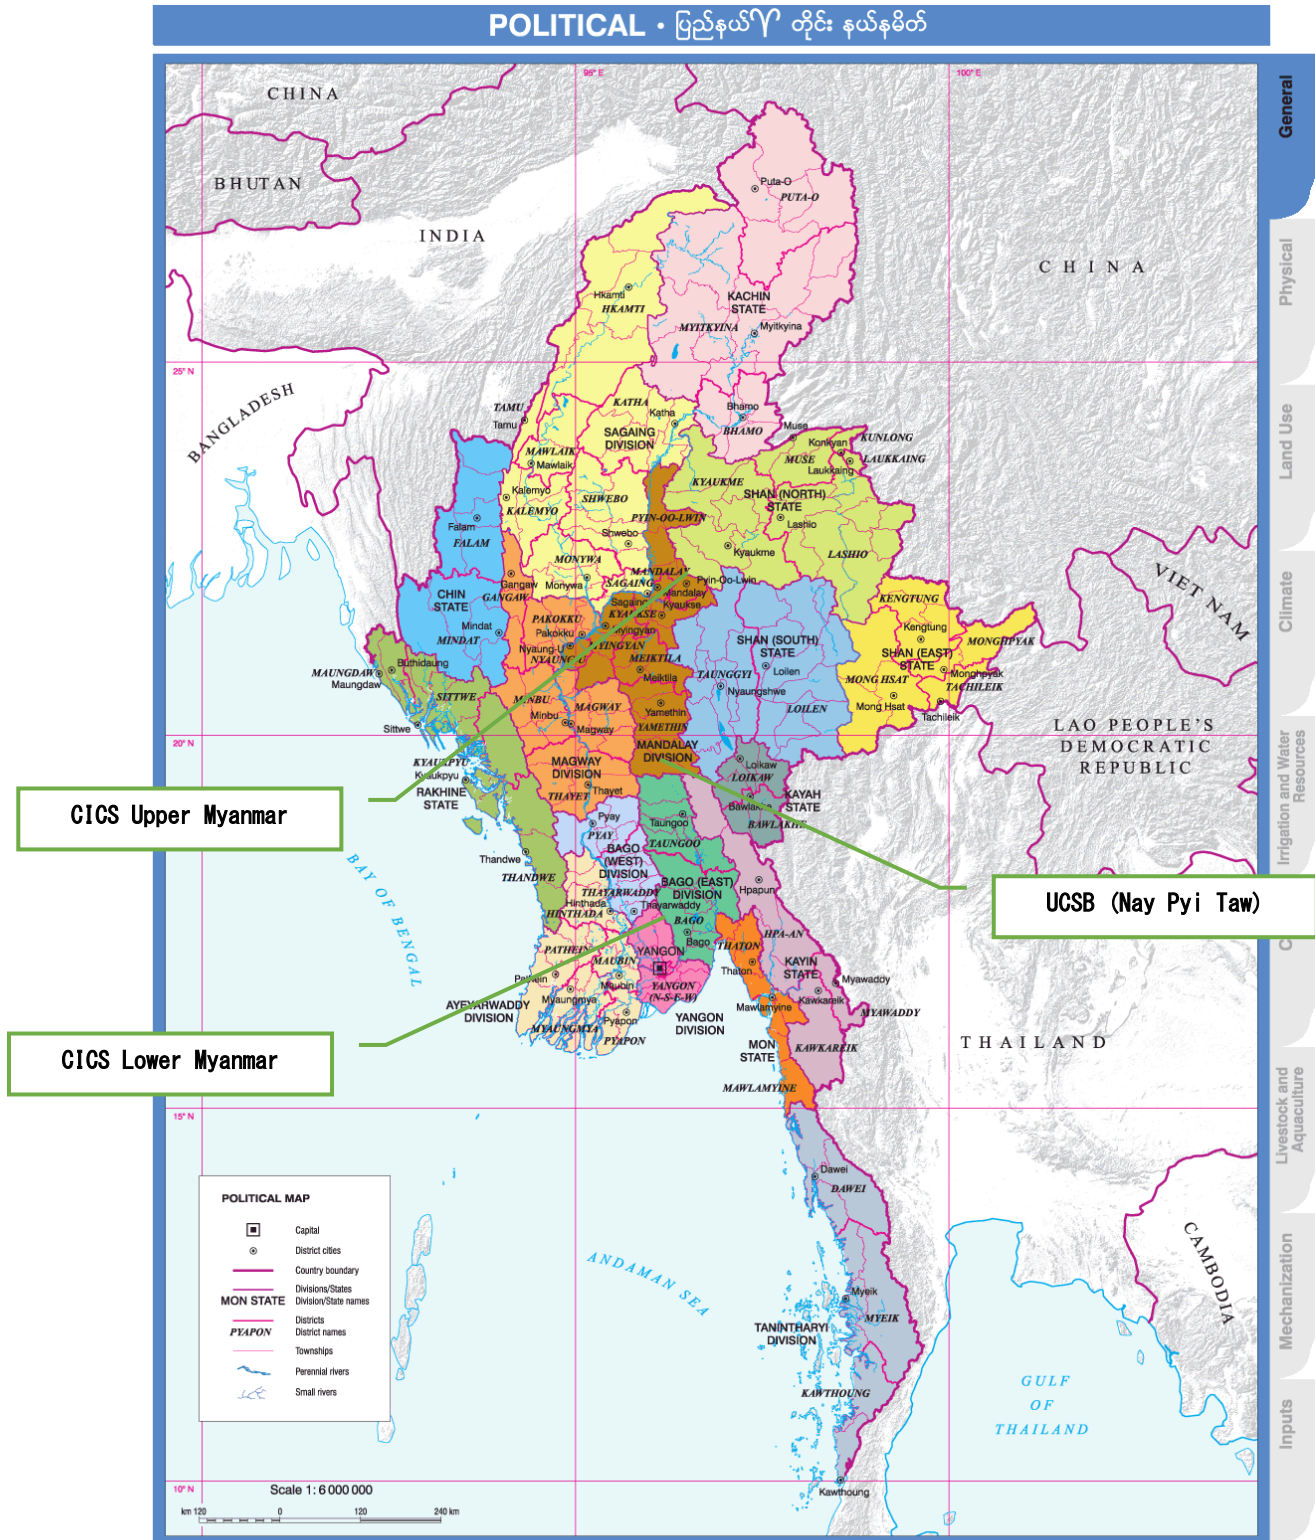 POLITICAL • ပြည်နယ်၊ တိုင်း နယ်နမိတ်
95° E
100° E
General
CHINA
BHUTAN
INDIA
CHINA
Puta-O
PUTA-O
Physical
Hkamti
HKAMTI
KACHIN
STATE
MYITKYINA
Myitkyina
25° N
BANGLADESH
Land Use
TAMU
Tamu
KATHA
Katha
SAGAING
DIVISION
Bhamo
BHAMO
Muse
MUSE
Konkyan
KUNLONG
Laukkaing
LAUKKAING
MAWLAIK
Mawlaik
Kalemyo
KALEMYO
SHWEBO
Shwebo
KYAUKME
SHAN (NORTH)
STATE
Lashio
LASHIO
Kyaukme
PYIN-OO-LWIN
Falam
FALAM
MONYWA
Monywa
Climate
VIET NAM
Gangaw
GANGAW
SAGAING
Sagaing
MANDALAY
Mandalay
Pyin-Oo-Lwin
CHIN
STATE
Mindat
MINDAT
PAKOKKU
Pakokku
KYAUKSE
Kyaukse
Myingyan
MYINGYAN
Nyaung-U
NYAUNG-U
MEIKTILA
Meiktila
SHAN (SOUTH)
STATE
TAUNGGYI
Loilen
LOILEN
Nyaungshwe
KENGTUNG
Kengtung
SHAN (EAST)
STATE
MONGHPYAK
Monghpyak
MONG HSAT
Mong Hsat
TACHILEIK
Tachileik
MAUNGDAW
Maungdaw
Buthidaung
SITTWE
Sittwe
MINBU
Minbu
MAGWAY
Magway
Yamethin
YAMETHIN
20° N
LAO PEOPLE'S
DEMOCRATIC
REPUBLIC
Irrigation and Water
Resources
MANDALAY
DIVISION
MAGWAY
DIVISION
THAYET
Thayet
KYAUKPYU
Kyaukpyu
RAKHINE
STATE
Loikaw
LOIKAW
KAYAH
STATE
Bawlakhe
BAWLAKHE
CICS Upper Myanmar
Pyay
PYAY
BAGO
(WEST)
DIVISION
Taungoo
TAUNGOO
Thandwe
THANDWE
BAY OF BENGAL
THAYARWADDY
Thayarwaddy
Hinthada
HINTHADA
BAGO (EAST)
DIVISION
BAGO
Bago
Hpapun
UCSB (Nay Pyi Taw)
C
HPA-AN
PATHEIN
Pathein
MAUBIN
Maubin
YANGON
YANGON
(N-S-E-W)
THATON
Thaton
KAYIN
STATE
Myawaddy
MYAWADDY
Kawkareik
KAWKAREIK
AYEYARWADDY
DIVISION
Myaungmya
MYAUNGMYA
Pyapon
PYAPON
YANGON
DIVISION
Mawlamyine
MON
STATE
MAWLAMYINE
CICS Lower Myanmar
THAILAND
15° N
Livestock and
Aquaculture
Dawei
DAWEI
CAMBODIA
ANDAMAN SEA
Mechanization
Myeik
MYEIK
TANINTHARYI
DIVISION
KAWTHOUNG
Kawthoung
GULF
OF
THAILAND
Inputs
POLITICAL MAP
Capital
District cities
Country boundary
Divisions/States
MON STATE Division/State names
Districts
PYAPON District names
Townships
Perennial rivers
Small rivers
10° N
Scale 1: 6 000 000
km 120 0 120 240 km